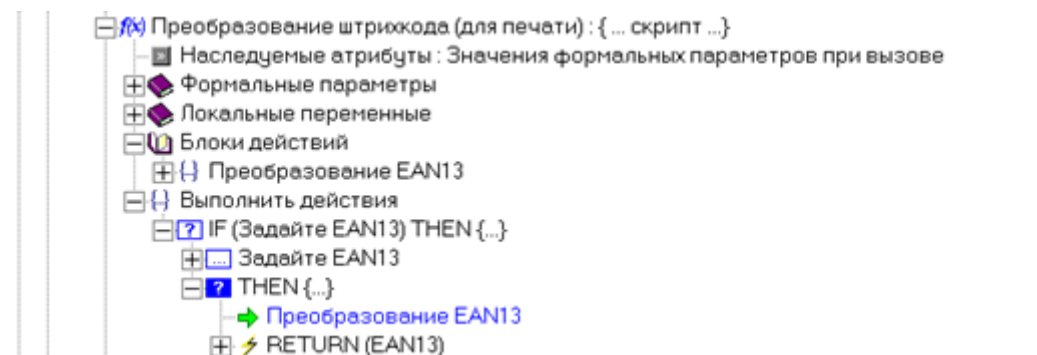 f(x) Преобразование штрихкода (для печати) : { ... скрипт ...}
Наследуемые атрибуты : Значения формальных параметров при вызове
Формальные параметры
Локальные переменные
Блоки действий
{} Преобразование EAN13
{} Выполнить действия
? IF (Задайте EAN13) THEN {...}
... Задайте EAN13
? THEN {...}
Преобразование EAN13
RETURN (EAN13)